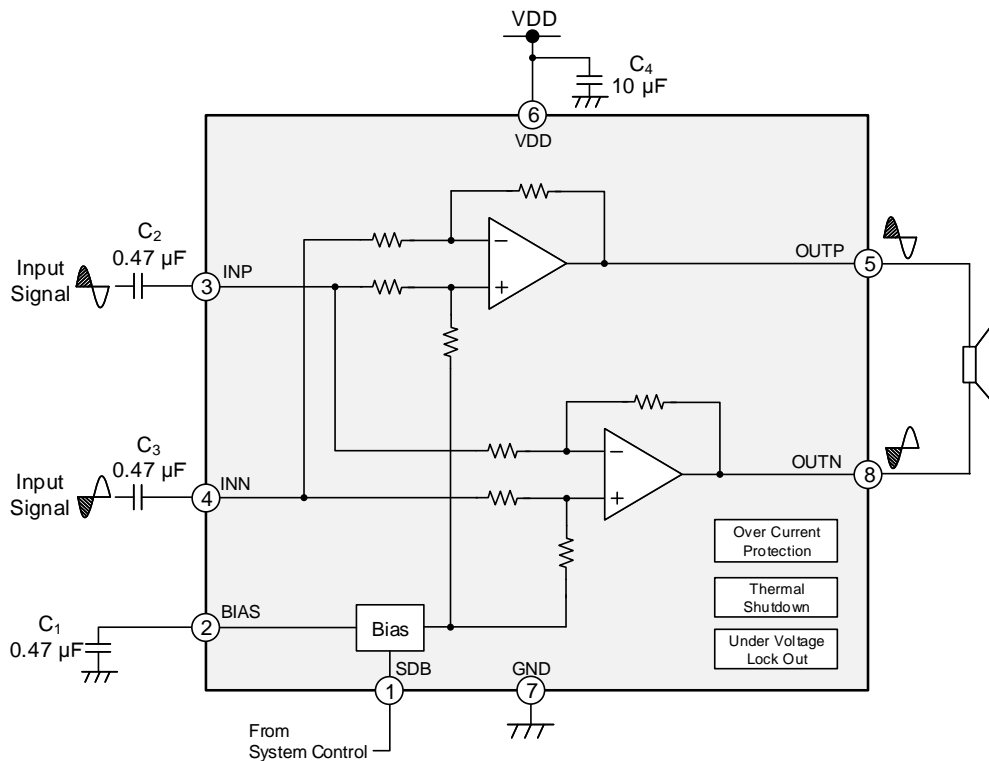 VDD
C₄
10 µF
6
VDD
C₂
0.47 µF
Input
Signal
3
INP
−
+
OUTP
5
C₃
0.47 µF
Input
Signal
4
INN
−
+
OUTN
8
Over Current
Protection
Thermal
Shutdown
Under Voltage
Lock Out
C₁
0.47 µF
2
BIAS
Bias
SDB
1
GND
7
From
System Control